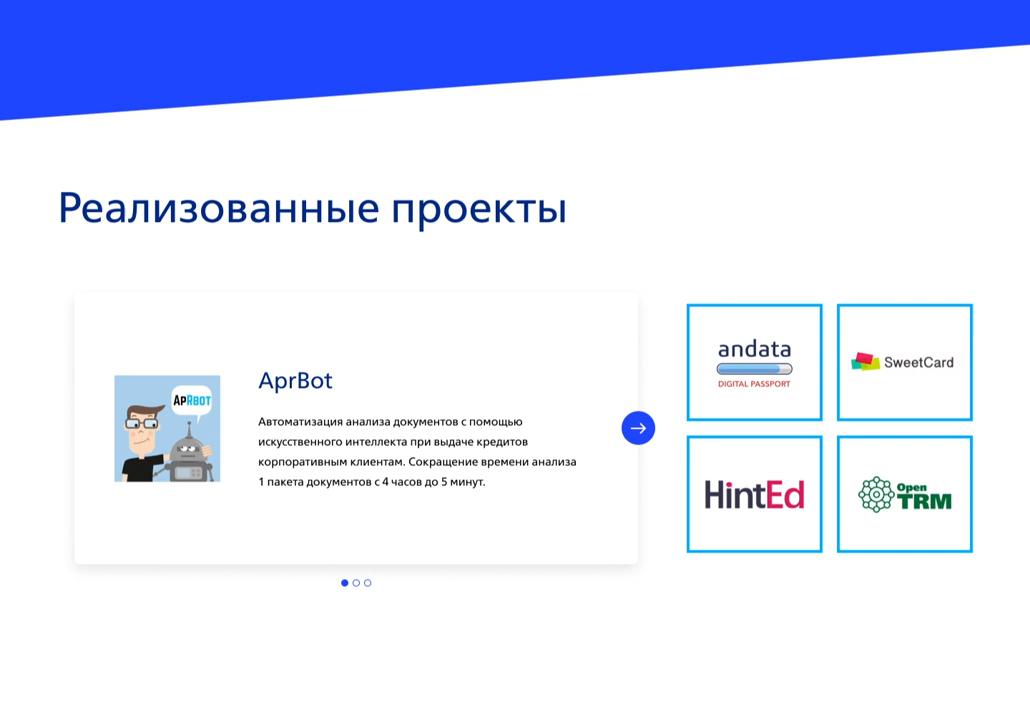 Реализованные проекты
APRBOT
AprBot
Автоматизация анализа документов с помощью
искусственного интеллекта при выдаче кредитов
корпоративным клиентам. Сокращение времени анализа
1 пакета документов с 4 часов до 5 минут.
andata
DIGITAL PASSPORT
SweetCard
HintEd
Open
TRM